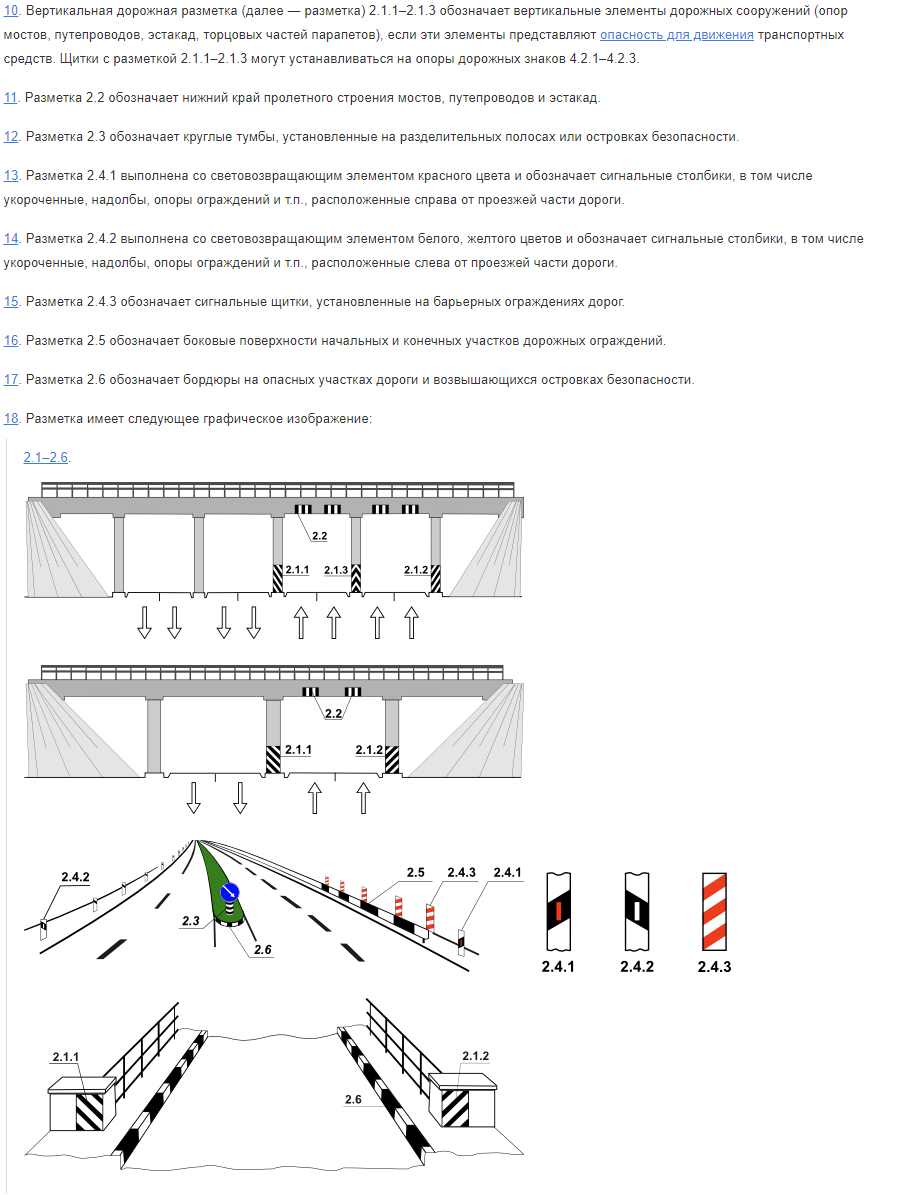 10. Вертикальная дорожная разметка (далее — разметка) 2.1.1–2.1.3 обозначает вертикальные элементы дорожных сооружений (опор
мостов, путепроводов, эстакад, торцовых частей парапетов), если эти элементы представляют опасность для движения транспортных
средств. Щитки с разметкой 2.1.1–2.1.3 могут устанавливаться на опоры дорожных знаков 4.2.1–4.2.3.
11. Разметка 2.2 обозначает нижний край пролетного строения мостов, путепроводов и эстакад.
12. Разметка 2.3 обозначает круглые тумбы, установленные на разделительных полосах или островках безопасности.
13. Разметка 2.4.1 выполнена со световозвращающим элементом красного цвета и обозначает сигнальные столбики, в том числе
укороченные, надолбы, опоры ограждений и т.п., расположенные справа от проезжей части дороги.
14. Разметка 2.4.2 выполнена со световозвращающим элементом белого, желтого цветов и обозначает сигнальные столбики, в том числе
укороченные, надолбы, опоры ограждений и т.п., расположенные слева от проезжей части дороги.
15. Разметка 2.4.3 обозначает сигнальные щитки, установленные на барьерных ограждениях дорог.
16. Разметка 2.5 обозначает боковые поверхности начальных и конечных участков дорожных ограждений.
17. Разметка 2.6 обозначает бордюры на опасных участках дороги и возвышающихся островках безопасности.
18. Разметка имеет следующее графическое изображение:
2.1–2.6.
2.2
2.1.1 2.1.3 2.1.2
2.2
2.1.1 2.1.2
2.4.2 2.5 2.4.3 2.4.1
2.3
2.6
2.4.1 2.4.2 2.4.3
2.1.1 2.1.2
2.6